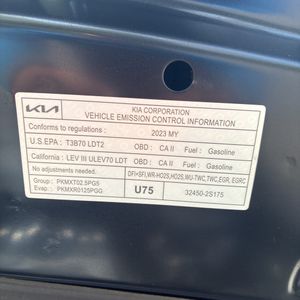 KIA
KIA CORPORATION
VEHICLE EMISSION CONTROL INFORMATION
Conforms to regulations : 2023 MY
U.S.EPA : T3B70 LDT2 OBD : CA II Fuel : Gasoline
California : LEV III ULEV70 LDT OBD : CA II Fuel : Gasoline
No adjustments needed.
DFI+SFI,WR-HO2S,HO2S,WU-TWC,TWC,EGR, EGRC
Group : PKMXT02.5PG5
Evap. : PKMXR0125PGG
U75
32450-2S175